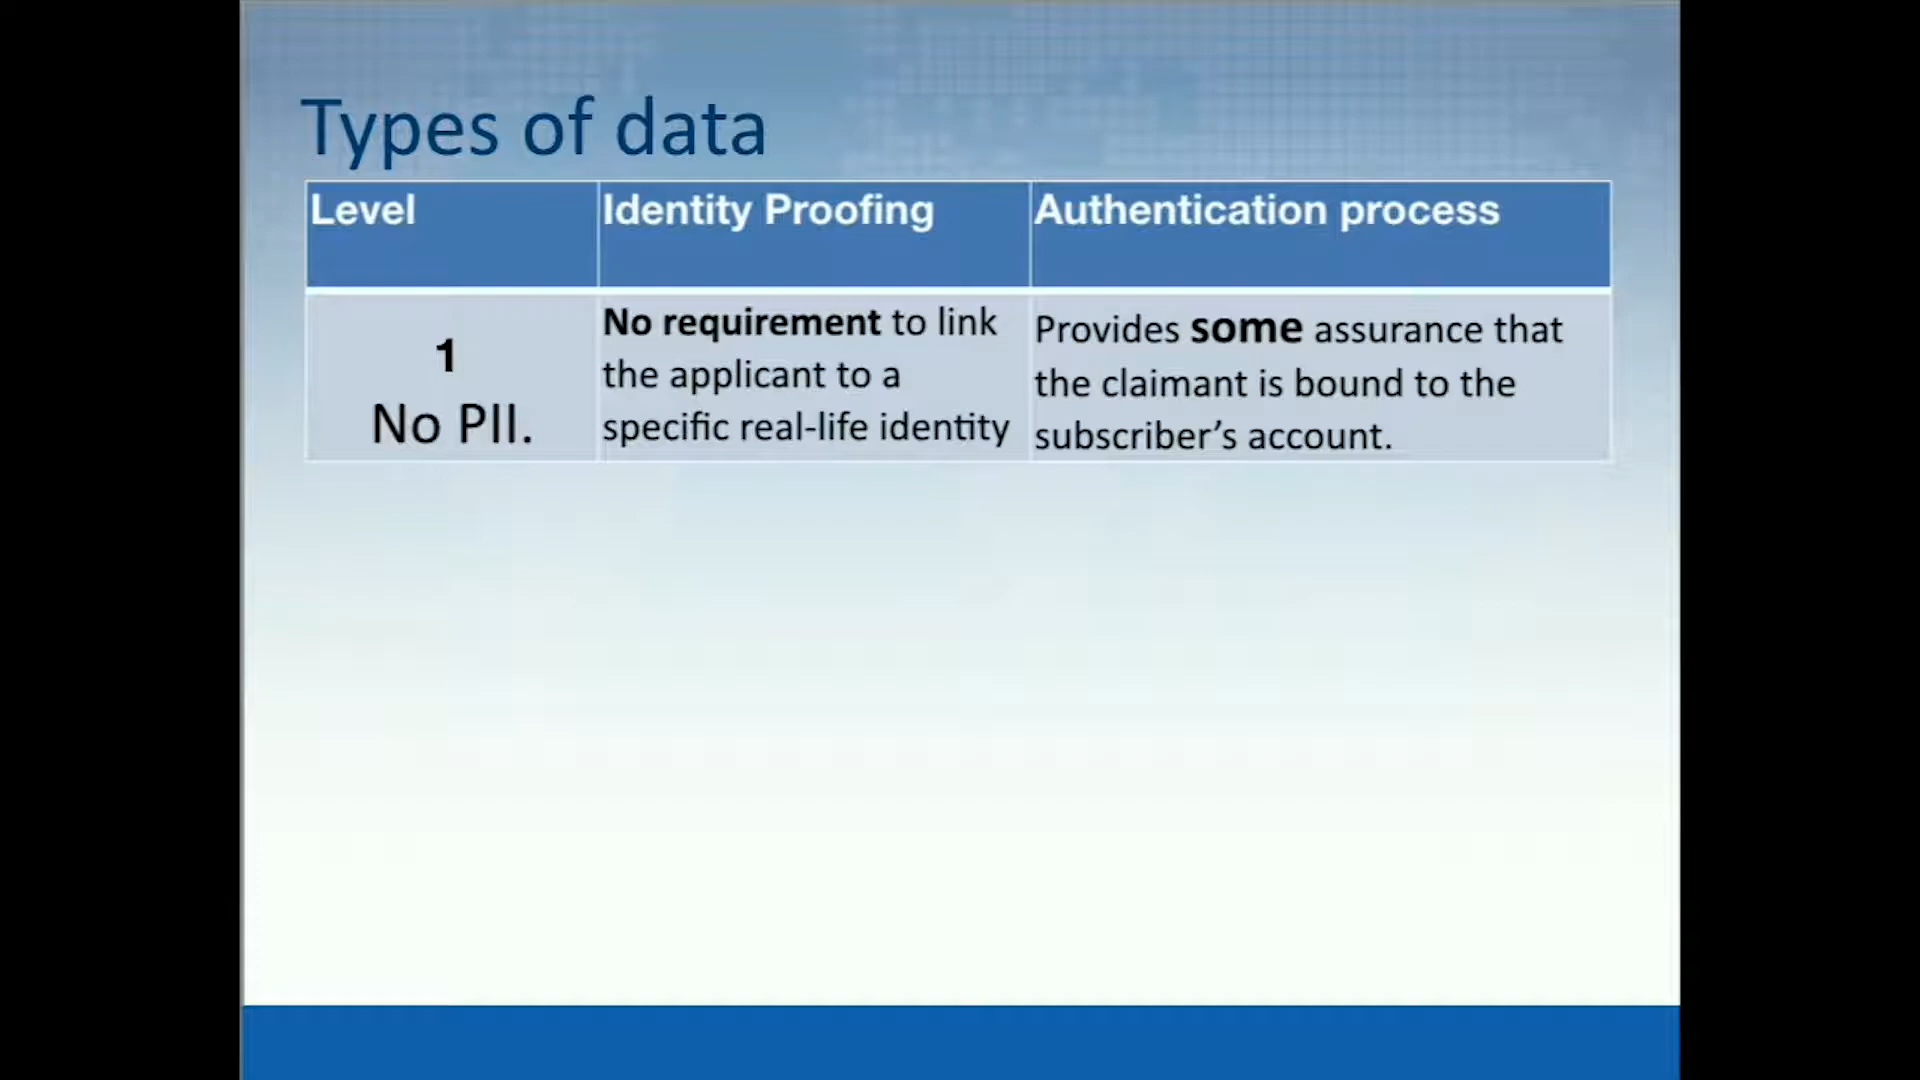 Types of data
Level
Identity Proofing
Authentication process
1
No PII.
No requirement to link
the applicant to a
specific real-life identity
Provides some assurance that
the claimant is bound to the
subscriber’s account.